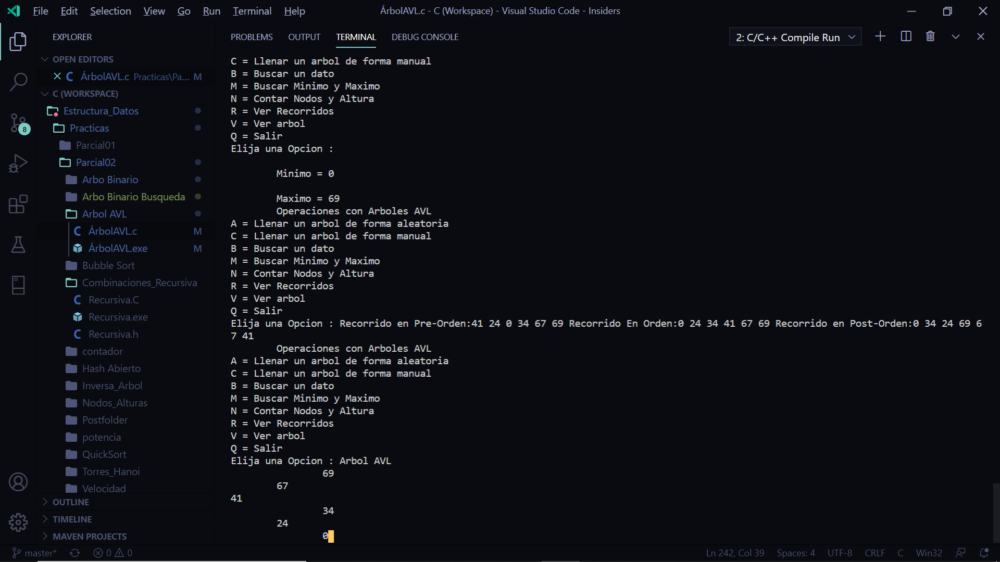 File Edit Selection View Go Run Terminal Help ÁrbolAVL.c - C (Workspace) - Visual Studio Code - Insiders
EXPLORER
OPEN EDITORS
ÁrbolAVL.c Practicas\Pa... M
C (WORKSPACE)
Estructura_Datos
Practicas
Parcial01
Parcial02
Arbo Binario
Arbo Binario Busqueda
Arbol AVL
ÁrbolAVL.c M
ÁrbolAVL.exe M
Bubble Sort
Combinaciones_Recursiva
Recursiva.C
Recursiva.exe
Recursiva.h
contador
Hash Abierto
Inversa_Arbol
Nodos_Alturas
Postfolder
potencia
QuickSort
Torres_Hanoi
Velocidad
OUTLINE
TIMELINE
MAVEN PROJECTS
8
PROBLEMS OUTPUT TERMINAL DEBUG CONSOLE 2: C/C++ Compile Run
C = Llenar un arbol de forma manual
B = Buscar un dato
M = Buscar Minimo y Maximo
N = Contar Nodos y Altura
R = Ver Recorridos
V = Ver arbol
Q = Salir
Elija una Opcion :
Minimo = 0
Maximo = 69
Operaciones con Arboles AVL
A = Llenar un arbol de forma aleatoria
C = Llenar un arbol de forma manual
B = Buscar un dato
M = Buscar Minimo y Maximo
N = Contar Nodos y Altura
R = Ver Recorridos
V = Ver arbol
Q = Salir
Elija una Opcion : Recorrido en Pre-Orden:41 24 0 34 67 69 Recorrido En Orden:0 24 34 41 67 69 Recorrido en Post-Orden:0 34 24 69 6
7 41
Operaciones con Arboles AVL
A = Llenar un arbol de forma aleatoria
C = Llenar un arbol de forma manual
B = Buscar un dato
M = Buscar Minimo y Maximo
N = Contar Nodos y Altura
R = Ver Recorridos
V = Ver arbol
Q = Salir
Elija una Opcion : Arbol AVL
69
67
41
34
24
0
master* 0 0 Ln 242, Col 39 Spaces: 4 UTF-8 CRLF C Win32